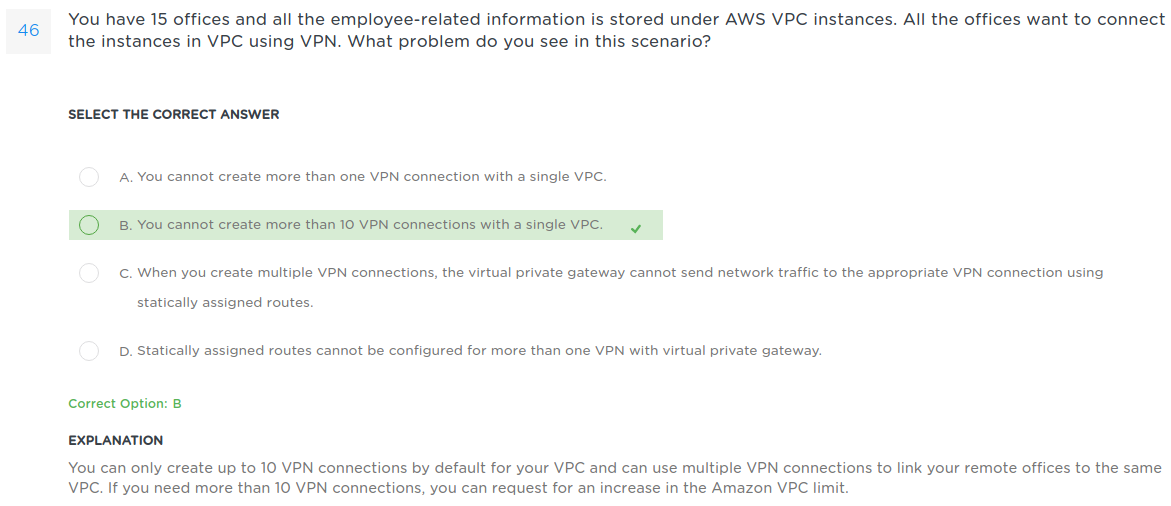 46
You have 15 offices and all the employee-related information is stored under AWS VPC instances. All the offices want to connect
the instances in VPC using VPN. What problem do you see in this scenario?
SELECT THE CORRECT ANSWER
A. You cannot create more than one VPN connection with a single VPC.
B. You cannot create more than 10 VPN connections with a single VPC.
C. When you create multiple VPN connections, the virtual private gateway cannot send network traffic to the appropriate VPN connection using
statically assigned routes.
D. Statically assigned routes cannot be configured for more than one VPN with virtual private gateway.
Correct Option: B
EXPLANATION
You can only create up to 10 VPN connections by default for your VPC and can use multiple VPN connections to link your remote offices to the same
VPC. If you need more than 10 VPN connections, you can request for an increase in the Amazon VPC limit.